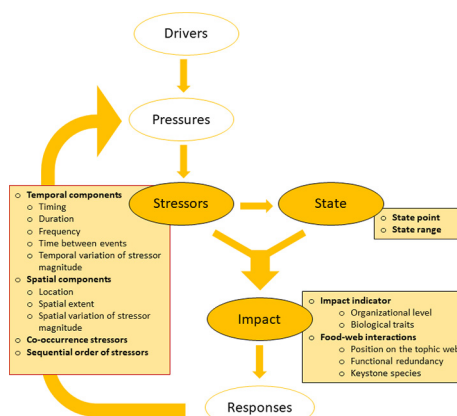 Drivers
Pressures
Stressors
State
o State point
o State range
o Temporal components
o Timing
o Duration
o Frequency
o Time between events
o Temporal variation of stressor
magnitude
o Spatial components
o Location
o Spatial extent
o Spatial variation of stressor
magnitude
o Co-occurrence stressors
o Sequential order of stressors
Impact
o Impact indicator
o Organizational level
o Biological traits
o Food-web interactions
o Position on the tophic web
o Functional redundancy
o Keystone species
Responses